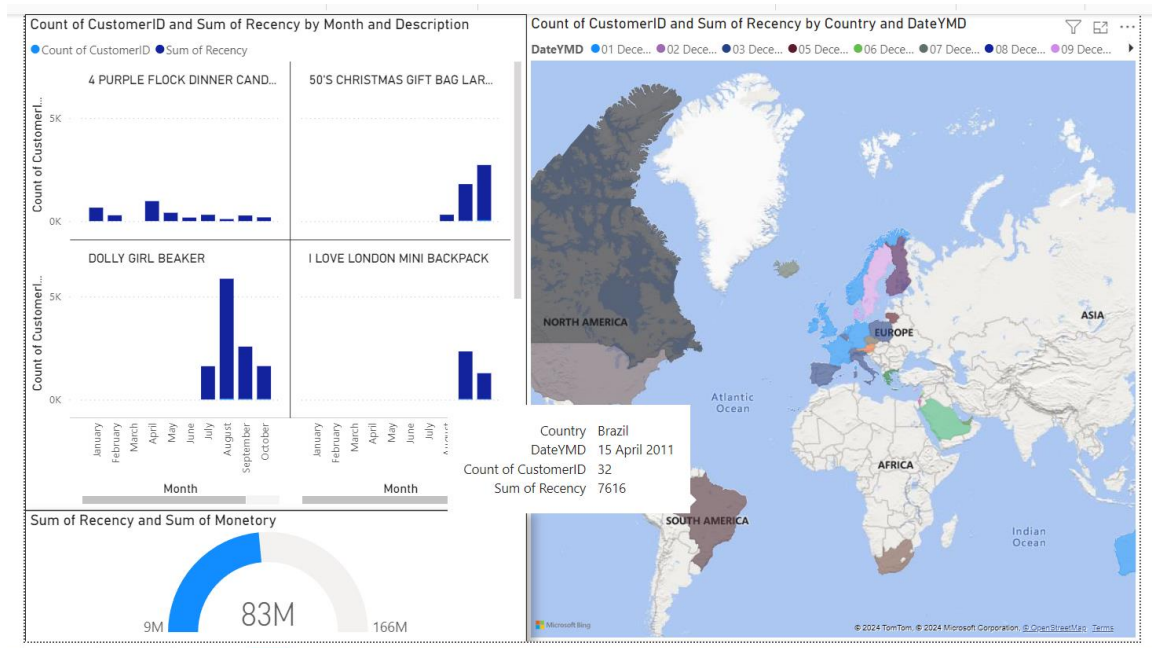 Count of CustomerID and Sum of Recency by Month and Description
Count of CustomerID Sum of Recency
4 PURPLE FLOCK DINNER CAND...
50'S CHRISTMAS GIFT BAG LAR...
Count of CustomerI...
5K
0K
DOLLY GIRL BEAKER
I LOVE LONDON MINI BACKPACK
Count of CustomerI...
5K
0K
January
February
March
April
May
June
July
August
September
October
January
February
March
April
May
June
July
Month
Month
Sum of Recency and Sum of Monetory
83M
9M
166M
Count of CustomerID and Sum of Recency by Country and DateYMD
DateYMD 01 Dece... 02 Dece... 03 Dece... 05 Dece... 06 Dece... 07 Dece... 08 Dece... 09 Dece...
NORTH AMERICA
EUROPE
ASIA
Atlantic
Ocean
AFRICA
SOUTH AMERICA
Indian
Ocean
Country Brazil
DateYMD 15 April 2011
Count of CustomerID 32
Sum of Recency 7616
Microsoft Bing
© 2024 TomTom, © 2024 Microsoft Corporation, © OpenStreetMap Terms